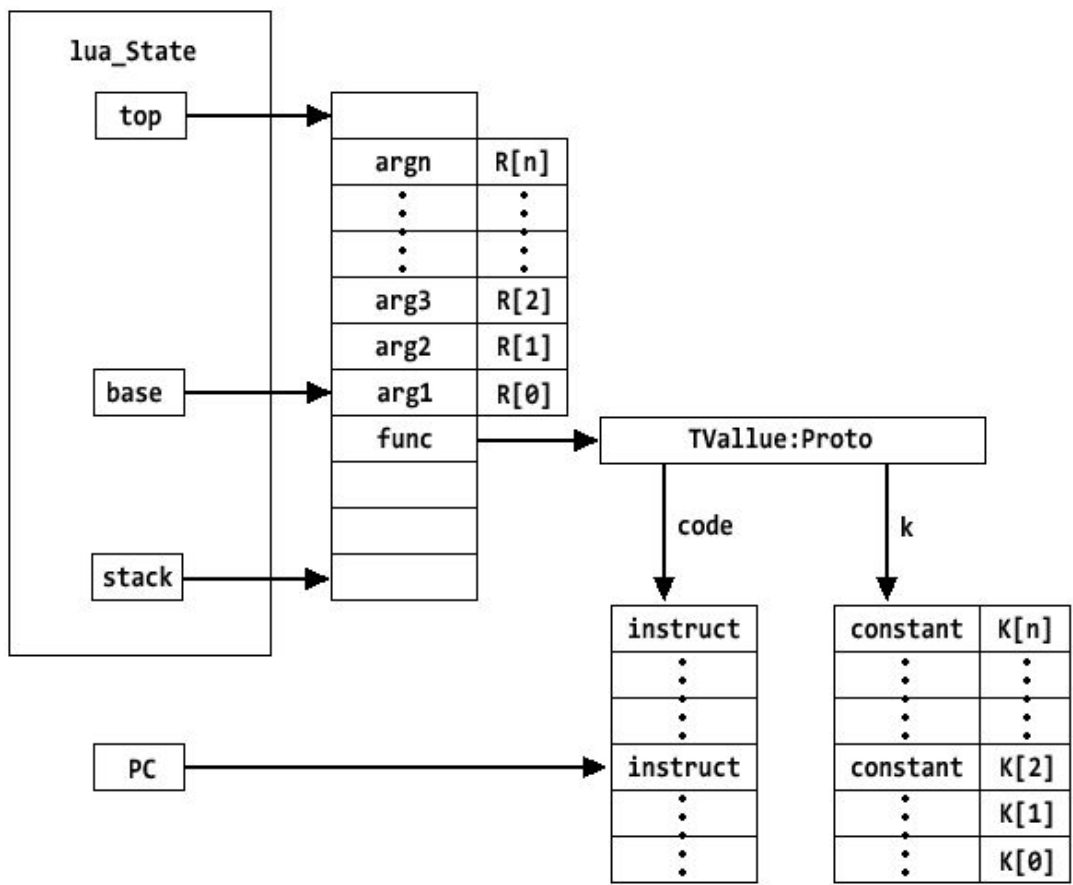 lua_State
top
argn R[n]
arg3 R[2]
arg2 R[1]
base arg1 R[0]
func TVallue:Proto
code k
stack
instruct constant K[n]
PC instruct constant K[2]
K[1]
K[0]